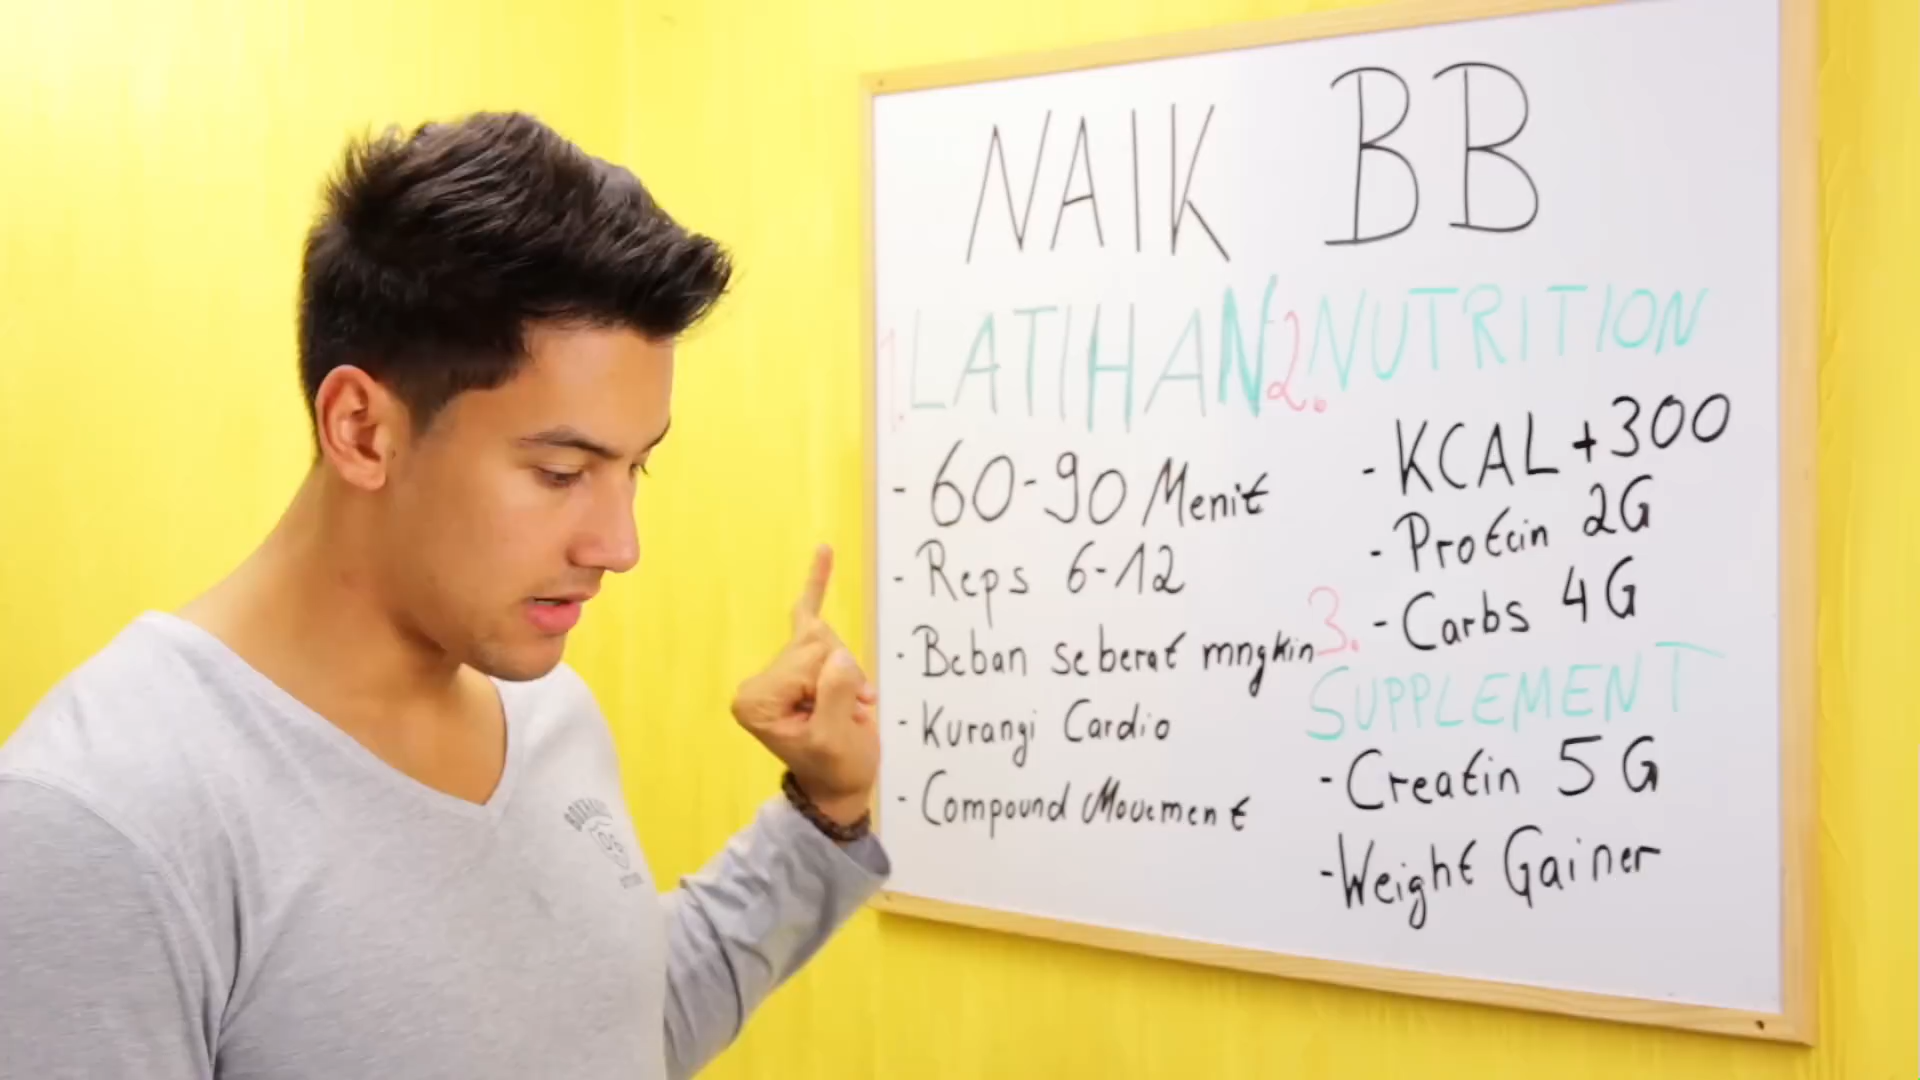 NAIK BB
1. LATIHAN
- 60-90 Menit
- Reps 6-12
- Beban seberat mngkin
- Kurangi Cardio
- Compound Movement
2. NUTRITION
- KCAL +300
- Protein 2G
- Carbs 4G
3. SUPPLEMENT
- Creatin 5G
- Weight Gainer